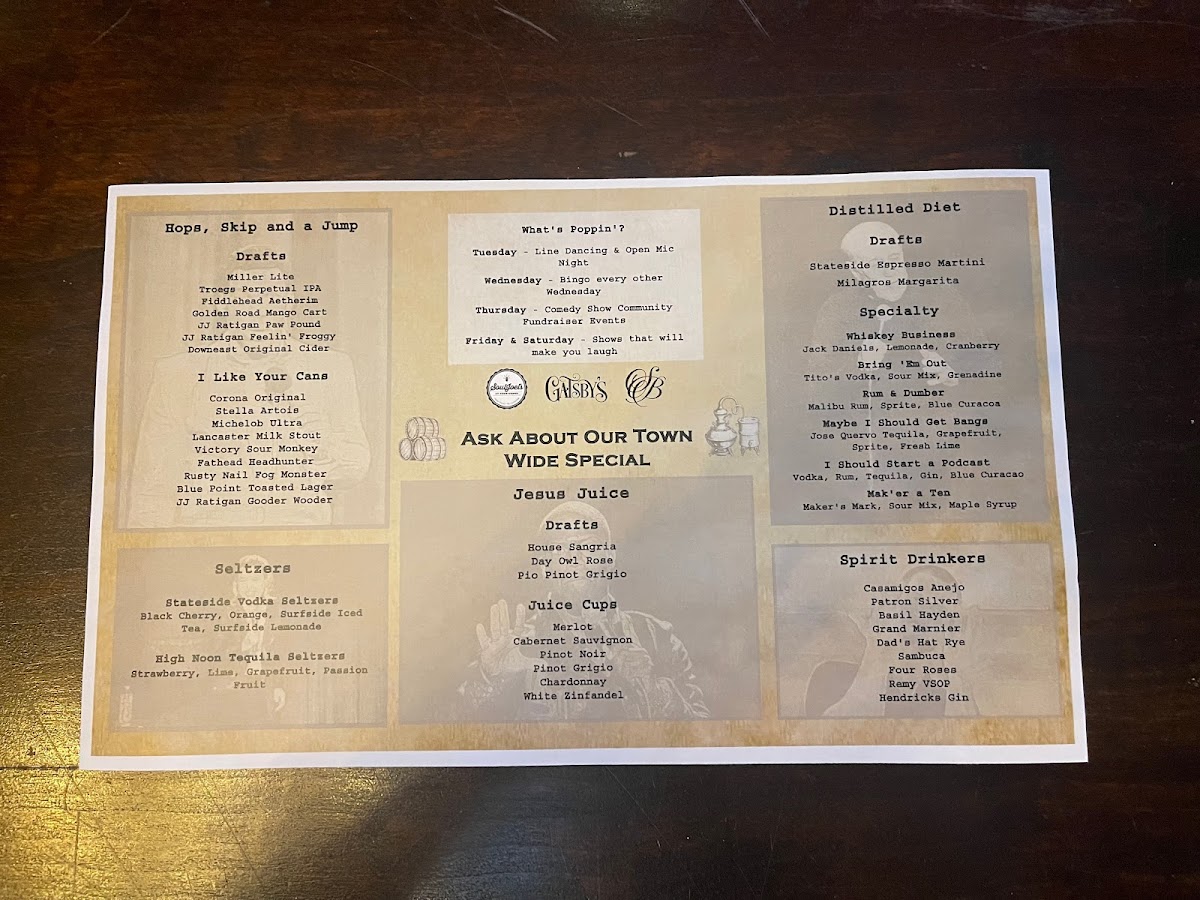 Hops, Skip and a Jump
Drafts
Miller Lite
Troegs Perpetual IPA
Fiddlehead Aetherim
Golden Road Mango Cart
JJ Ratigan Paw Pound
JJ Ratigan Feelin' Froggy
Downeast Original Cider
I Like Your Cans
Corona Original
Stella Artois
Michelob Ultra
Lancaster Milk Stout
Victory Sour Monkey
Fathead Headhunter
Rusty Nail Fog Monster
Blue Point Toasted Lager
JJ Ratigan Gooder Wooder
Seltzers
Stateside Vodka Seltzers
Black Cherry, Orange, Surfside Iced
Tea, Surfside Lemonade
High Noon Tequila Seltzers
Strawberry, Lime, Grapefruit, Passion
Fruit
What's Poppin'?
Tuesday - Line Dancing & Open Mic
Night
Wednesday - Bingo every other
Wednesday
Thursday - Comedy Show Community
Fundraiser Events
Friday & Saturday - Shows that will
make you laugh
SoulJoel's
GATSBY'S
Ask About Our Town
Wide Special
Jesus Juice
Drafts
House Sangria
Day Owl Rose
Pio Pinot Grigio
Juice Cups
Merlot
Cabernet Sauvignon
Pinot Noir
Pinot Grigio
Chardonnay
White Zinfandel
Distilled Diet
Drafts
Stateside Espresso Martini
Milagros Margarita
Specialty
Whiskey Business
Jack Daniels, Lemonade, Cranberry
Bring 'Em Out
Tito's Vodka, Sour Mix, Grenadine
Rum & Dumber
Malibu Rum, Sprite, Blue Curacoa
Maybe I Should Get Bangs
Jose Quervo Tequila, Grapefruit,
Sprite, Fresh Lime
I Should Start a Podcast
Vodka, Rum, Tequila, Gin, Blue Curacao
Mak'er a Ten
Maker's Mark, Sour Mix, Maple Syrup
Spirit Drinkers
Casamigos Anejo
Patron Silver
Basil Hayden
Grand Marnier
Dad's Hat Rye
Sambuca
Four Roses
Remy VSOP
Hendricks Gin